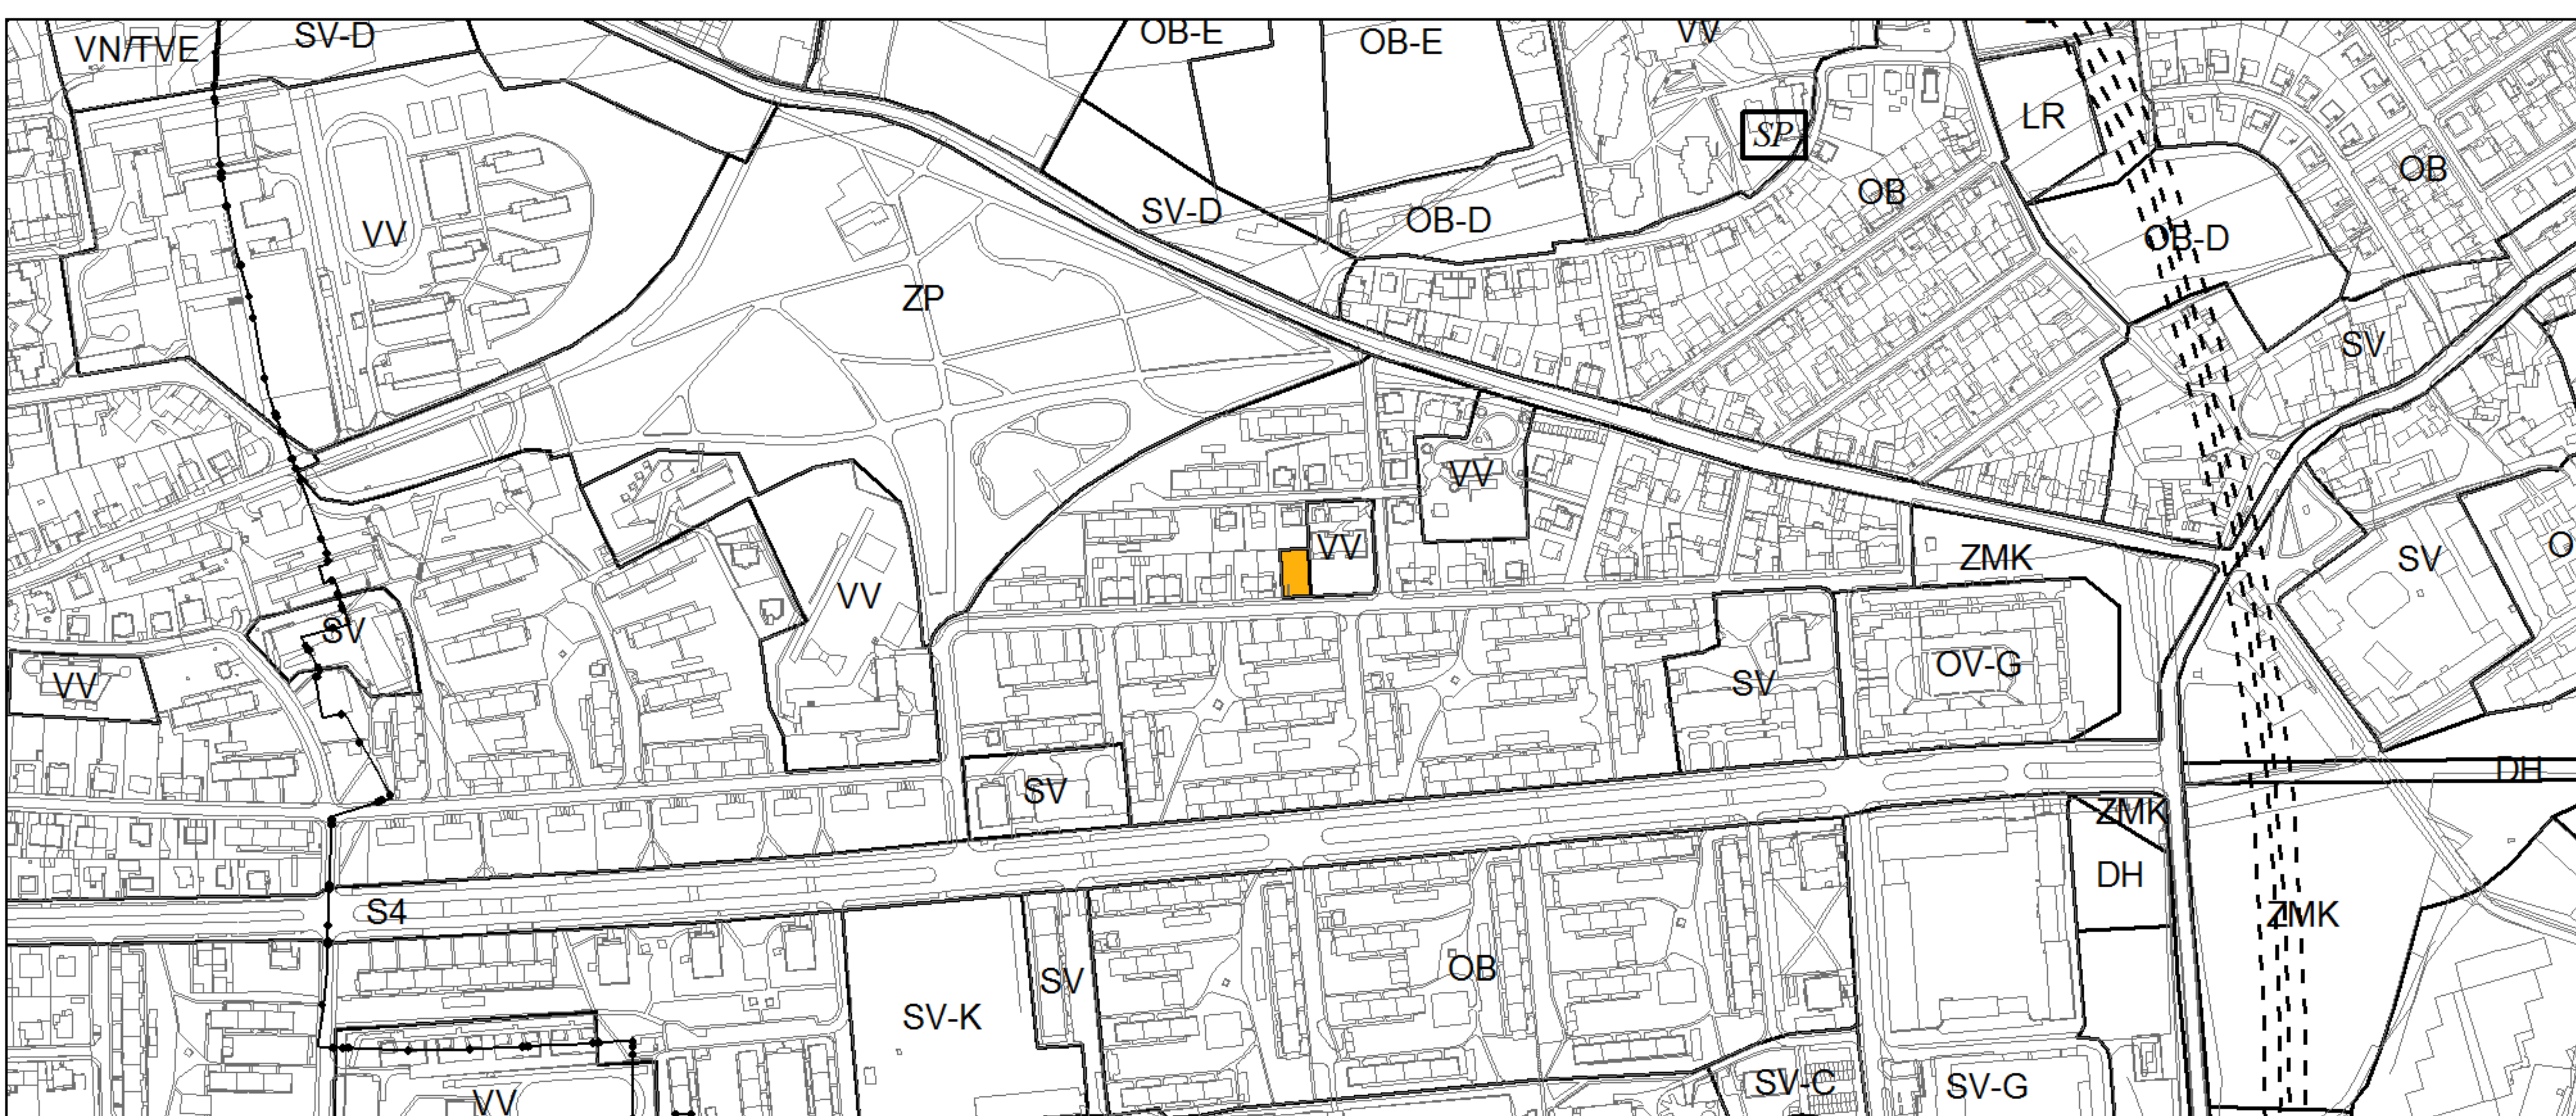 VN/TVE
SV-D
OB-E
OB-E
VV
LR
SP
OB
OB
VV
SV-D
OB-D
OB-D
ZP
SV
VV
VV
ZMK
SV
VV
SV
VV
SV
OV-G
SV
DH
ZMK
DH
S4
ZMK
OB
SV
SV-K
SV-C
SV-G
VV